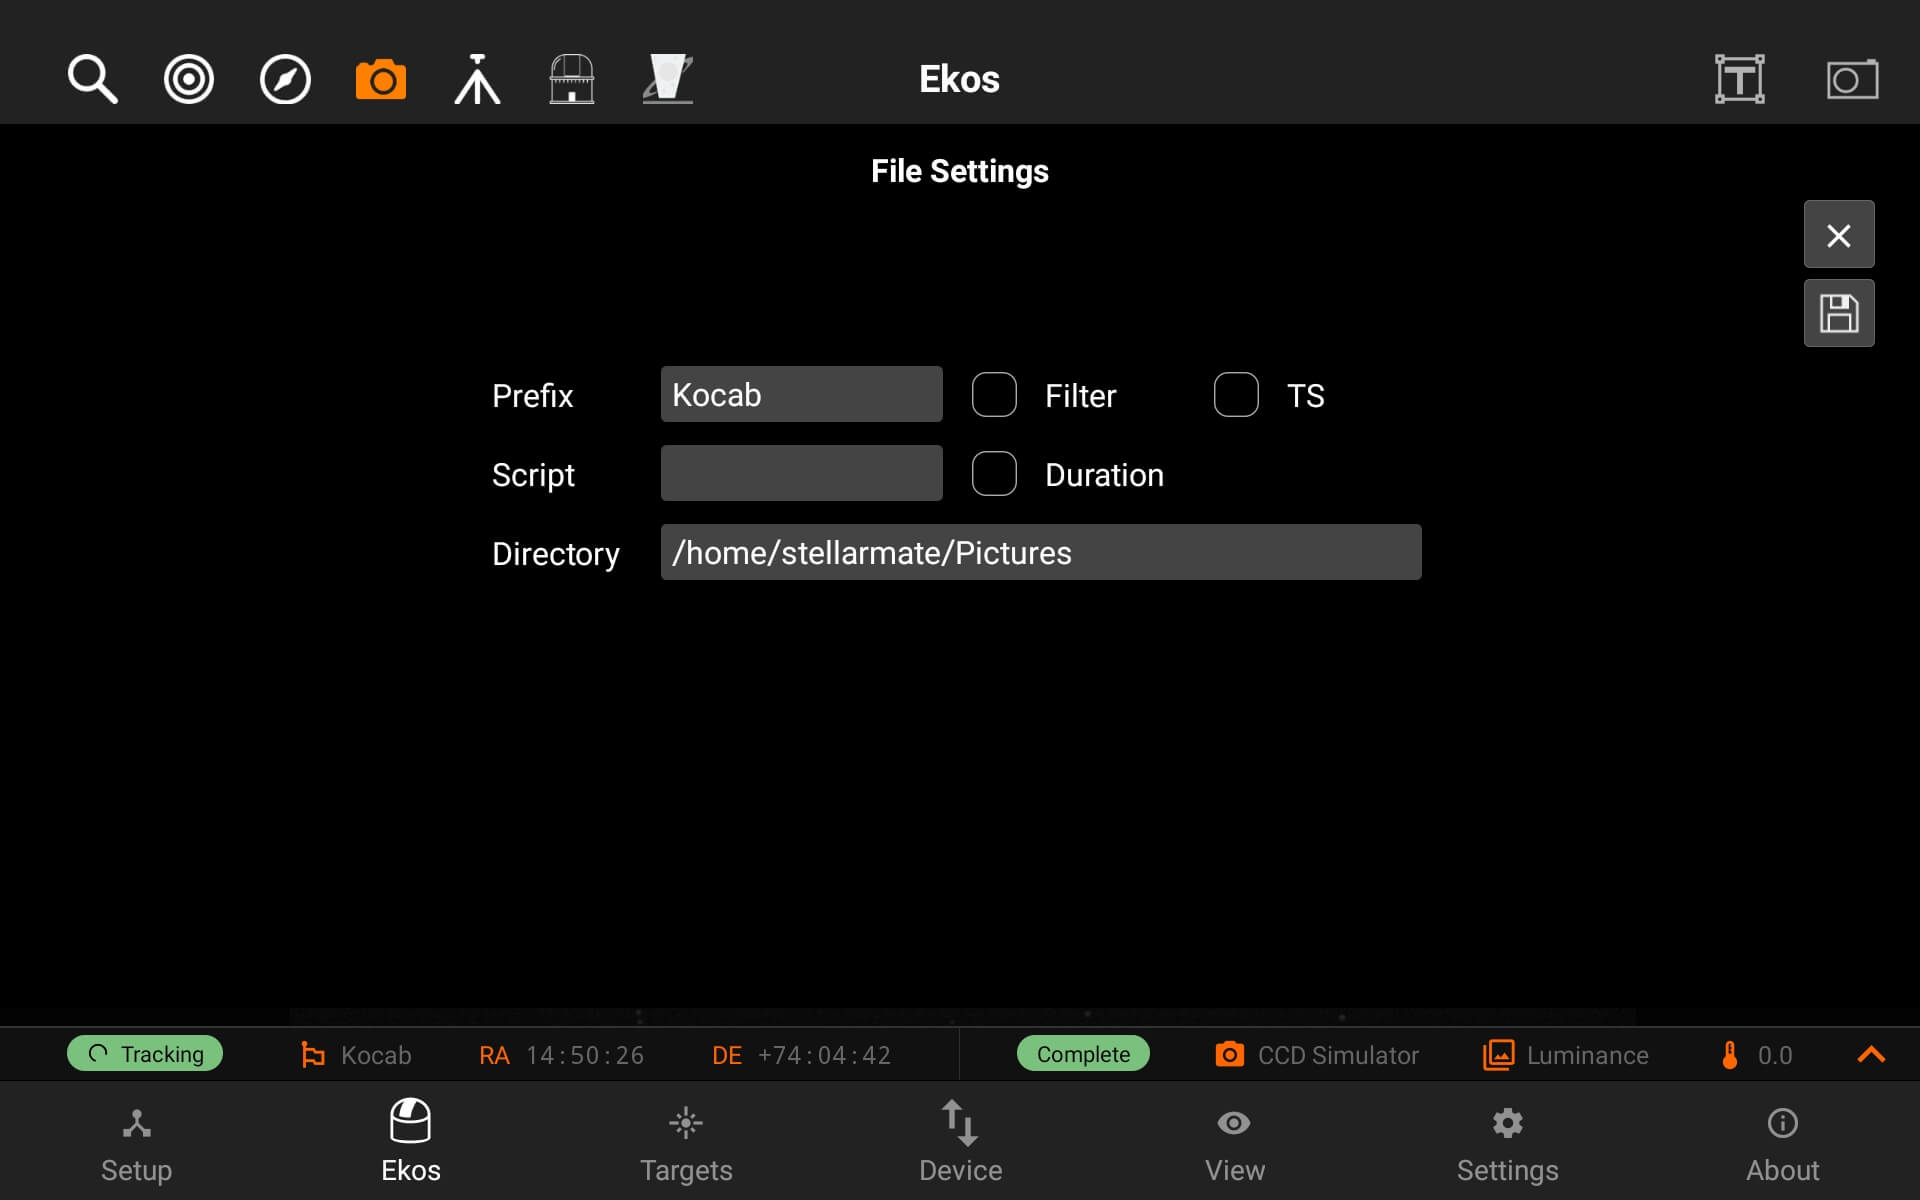 Ekos
File Settings
Prefix Kocab Filter TS
Script Duration
Directory /home/stellarmate/Pictures
Tracking Kocab RA 14:50:26 DE +74:04:42 Complete CCD Simulator Luminance 0.0
Setup Ekos Targets Device View Settings About